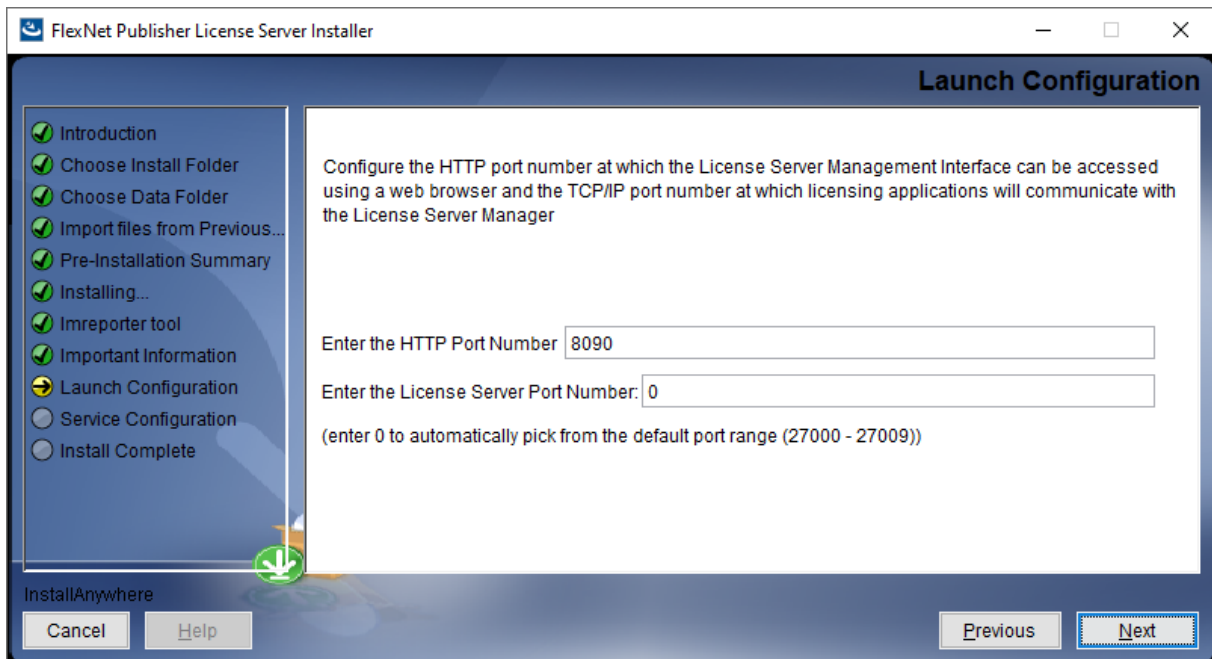 FlexNet Publisher License Server Installer
Launch Configuration
Introduction
Choose Install Folder
Choose Data Folder
Import files from Previous...
Pre-Installation Summary
Installing...
lmreporter tool
Important Information
Launch Configuration
Service Configuration
Install Complete
Configure the HTTP port number at which the License Server Management Interface can be accessed
using a web browser and the TCP/IP port number at which licensing applications will communicate with
the License Server Manager
Enter the HTTP Port Number 8090
Enter the License Server Port Number: 0
(enter 0 to automatically pick from the default port range (27000 - 27009))
InstallAnywhere
Cancel Help Previous Next